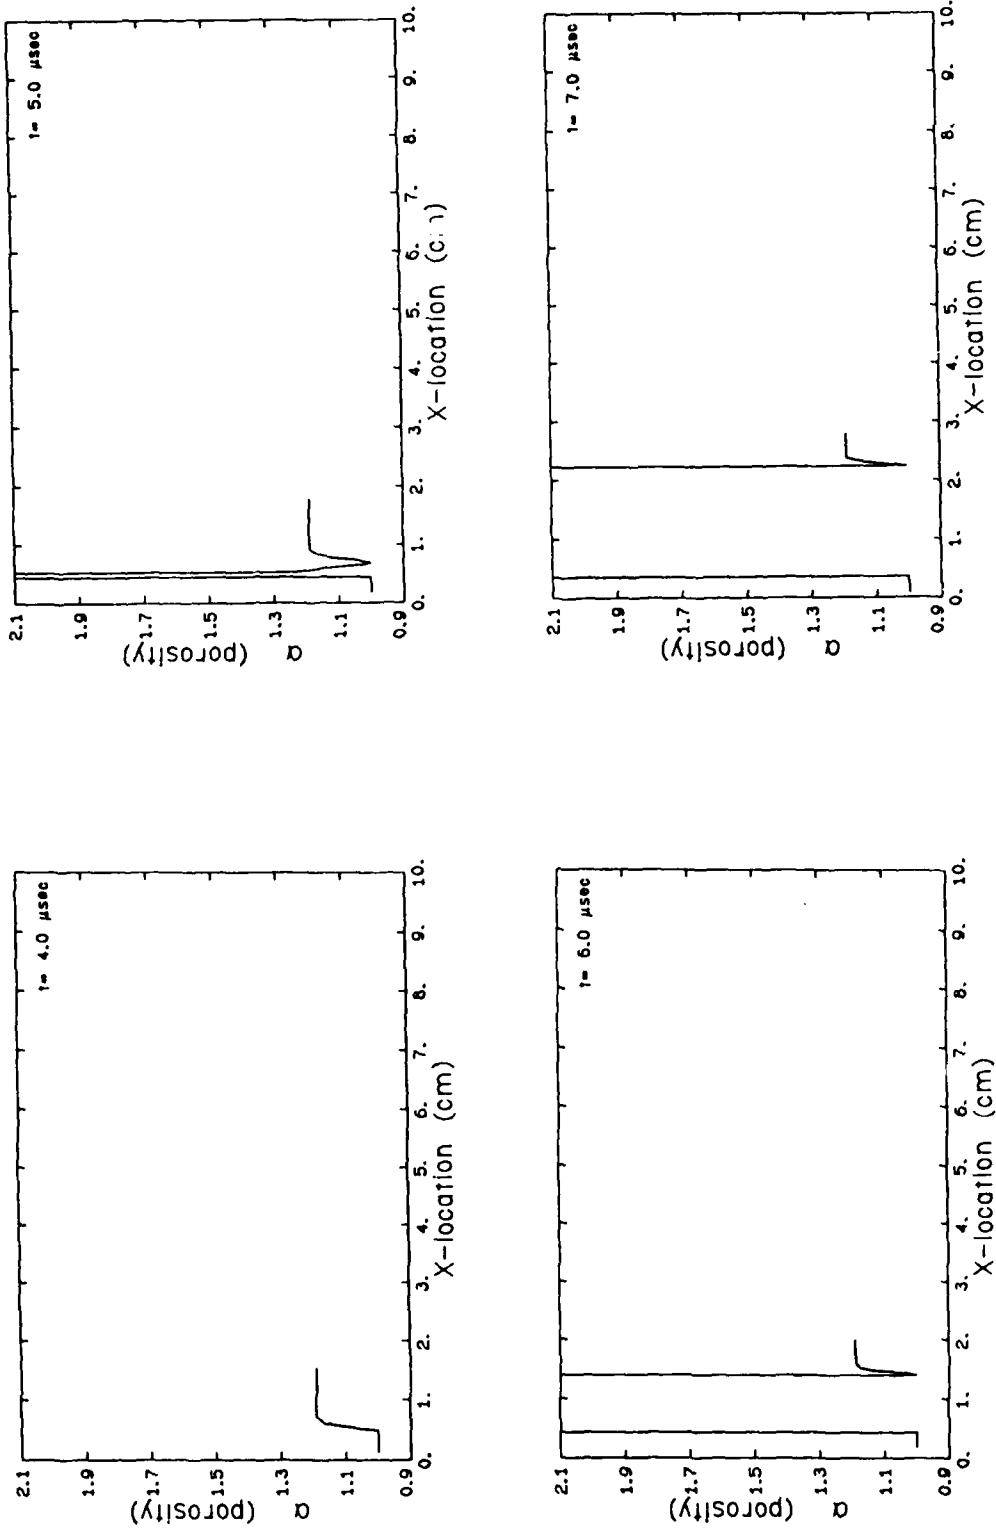 t= 4.0 μsec
2.1
1.9
1.7
1.5
1.3
1.1
0.9
α
(porosity)
0. 1. 2. 3. 4. 5. 6. 7. 8. 9. 10.
X-location (cm)
t= 5.0 μsec
2.1
1.9
1.7
1.5
1.3
1.1
0.9
α
(porosity)
0. 1. 2. 3. 4. 5. 6. 7. 8. 9. 10.
X-location
t= 6.0 μsec
2.1
1.9
1.7
1.5
1.3
1.1
0.9
α
(porosity)
0. 1. 2. 3. 4. 5. 6. 7. 8. 9. 10.
X-location (cm)
t= 7.0 μsec
2.1
1.9
1.7
1.5
1.3
1.1
0.9
α
(porosity)
0. 1. 2. 3. 4. 5. 6. 7. 8. 9. 10.
X-location (cm)